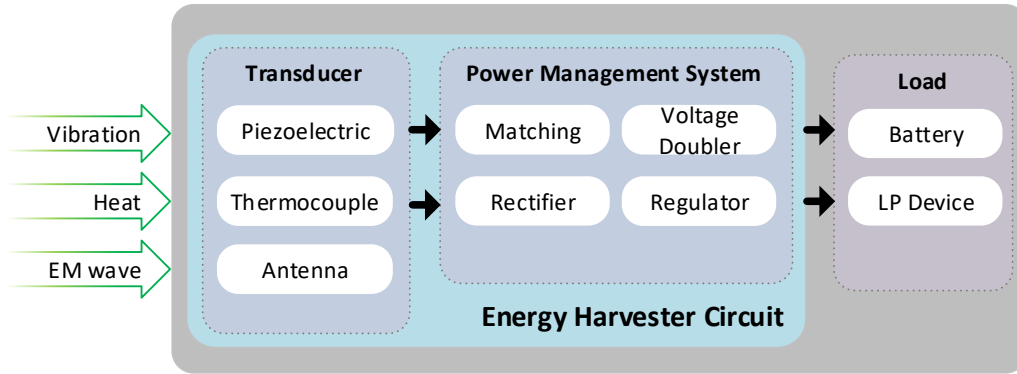 Vibration
Heat
EM wave
Transducer
Piezoelectric
Thermocouple
Antenna
Power Management System
Matching
Voltage
Doubler
Rectifier
Regulator
Energy Harvester Circuit
Load
Battery
LP Device